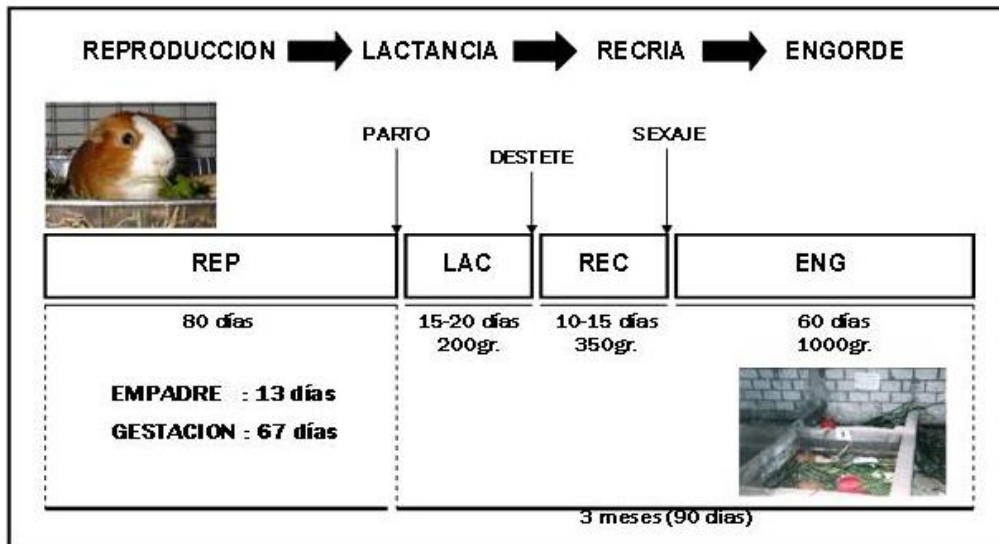 REPRODUCCION LACTANCIA RECRIA ENGORDE
PARTO
DESTETE
SEXAJE
REP LAC REC ENG
80 días 15-20 días 10-15 días 60 días
200gr. 350gr. 1000gr.
EMPADRE : 13 días
GESTACION : 67 días
3 meses (90 dias)